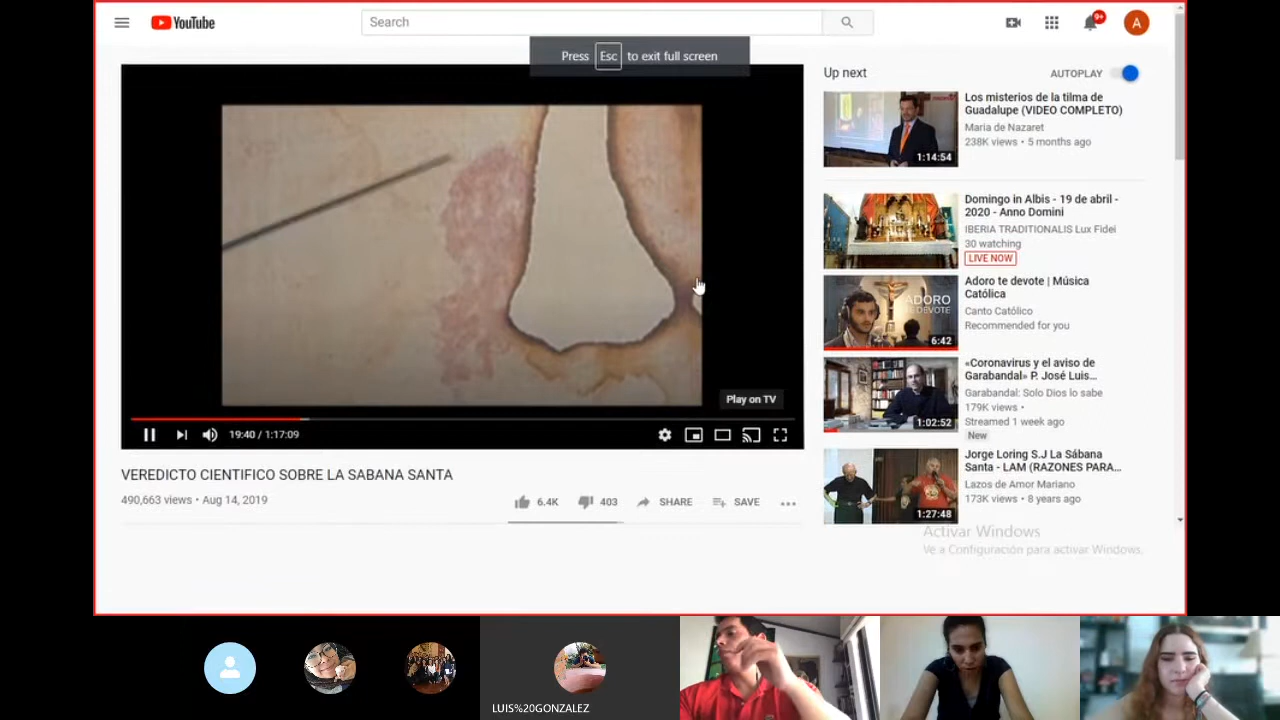 YouTube
Search
9+
A
Press Esc to exit full screen
Play on TV
19:40 / 1:17:09
VEREDICTO CIENTIFICO SOBRE LA SABANA SANTA
490,663 views • Aug 14, 2019
6.4K
403
SHARE
SAVE
Up next
AUTOPLAY
1:14:54
Los misterios de la tilma de
Guadalupe (VIDEO COMPLETO)
Maria de Nazaret
238K views • 5 months ago
Domingo in Albis - 19 de abril -
2020 - Anno Domini
IBERIA TRADITIONALIS Lux Fidei
30 watching
LIVE NOW
ADORO
TE DEVOTE
6:42
Adoro te devote | Música
Católica
Canto Católico
Recommended for you
1:02:52
«Coronavirus y el aviso de
Garabandal» P. José Luis...
Garabandal: Solo Dios lo sabe
179K views •
Streamed 1 week ago
New
1:27:48
Jorge Loring S.J La Sábana
Santa - LAM (RAZONES PARA...
Lazos de Amor Mariano
173K views • 8 years ago
Activar Windows
Ve a Configuración para activar Windows.
LUIS%20GONZALEZ